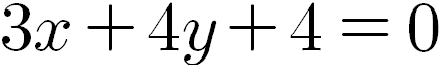 3x + 4y + 4 = 0